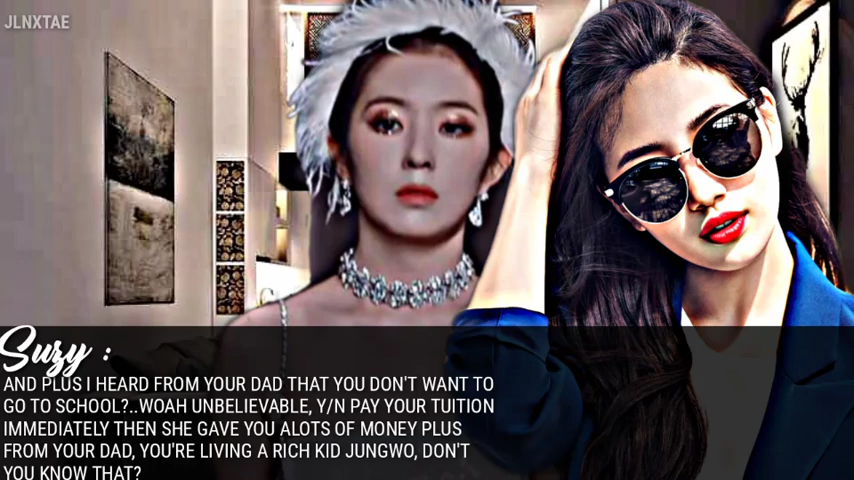 JLNXTAE
Suzy :
AND PLUS I HEARD FROM YOUR DAD THAT YOU DON'T WANT TO
GO TO SCHOOL?..WOAH UNBELIEVABLE, Y/N PAY YOUR TUITION
IMMEDIATELY THEN SHE GAVE YOU ALOTS OF MONEY PLUS
FROM YOUR DAD, YOU'RE LIVING A RICH KID JUNGWO, DON'T
YOU KNOW THAT?